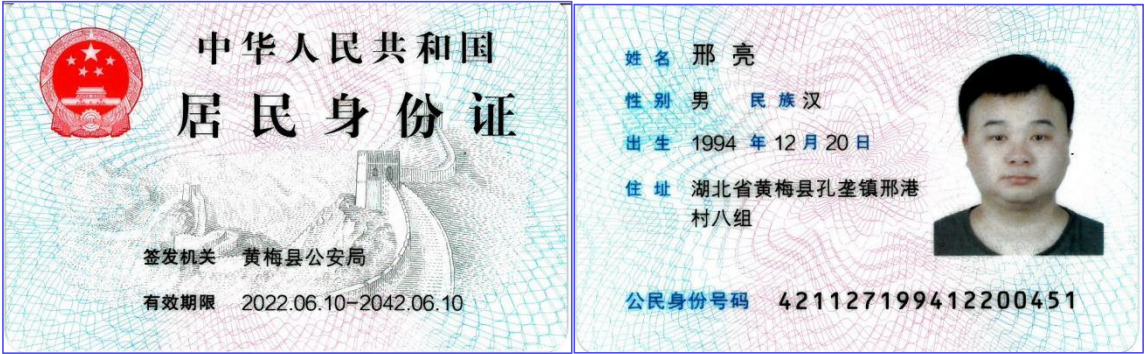 中华人民共和国
居民身份证
签发机关 黄梅县公安局
有效期限 2022.06.10-2042.06.10
姓名 邢亮
性别 男 民族 汉
出生 1994 年 12 月 20 日
住址 湖北省黄梅县孔垄镇邢港
村八组
公民身份号码 421127199412200451